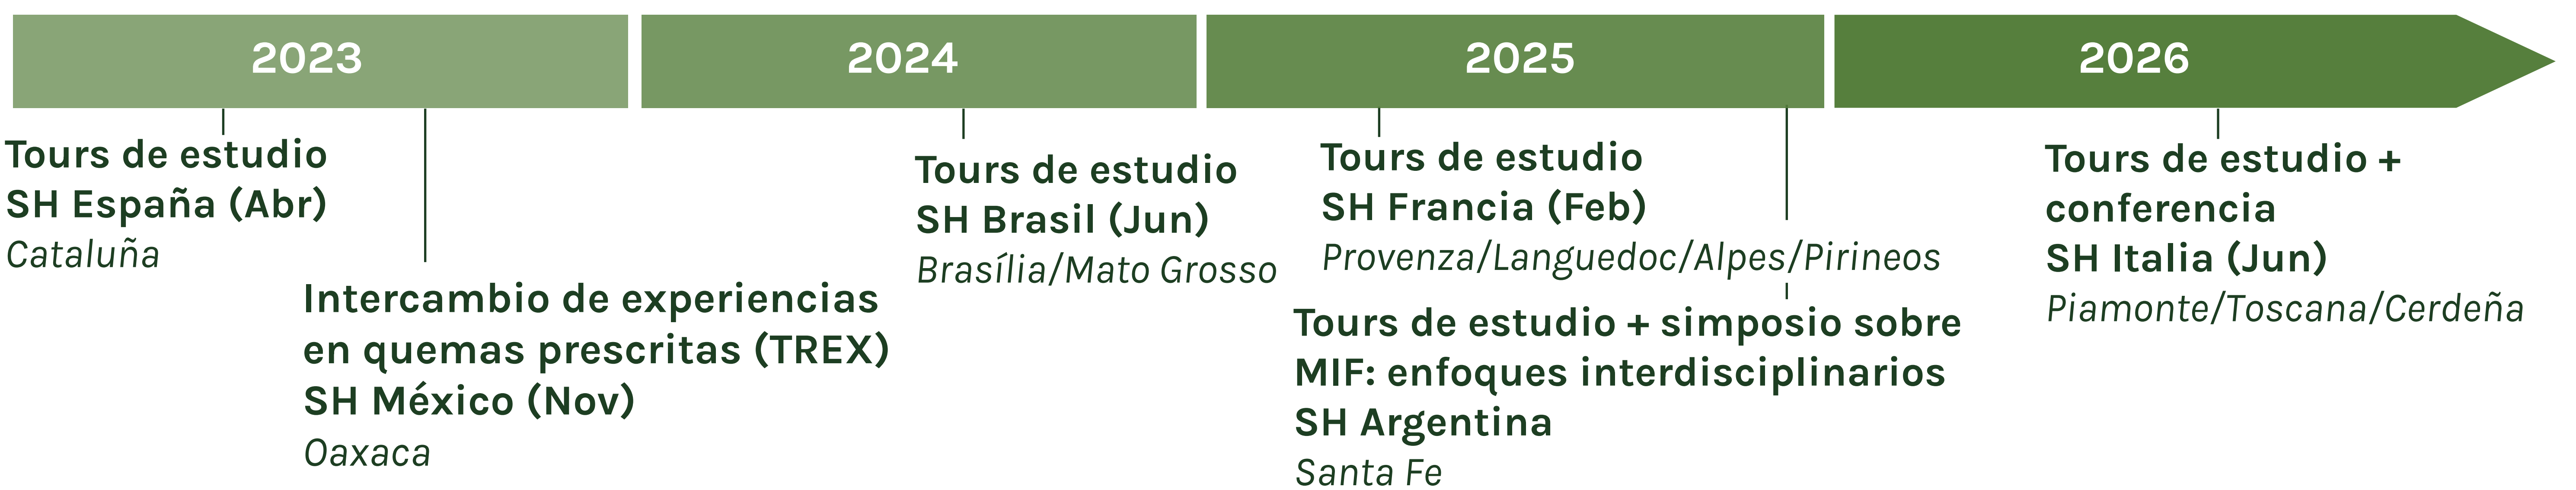 2023
2024
2025
2026
Tours de estudio
SH España (Abr)
Cataluña
Intercambio de experiencias
en quemas prescritas (TREX)
SH México (Nov)
Oaxaca
Tours de estudio
SH Brasil (Jun)
Brasília/Mato Grosso
Tours de estudio
SH Francia (Feb)
Provenza/Languedoc/Alpes/Pirineos
Tours de estudio + simposio sobre
MIF: enfoques interdisciplinarios
SH Argentina
Santa Fe
Tours de estudio +
conferencia
SH Italia (Jun)
Piamonte/Toscana/Cerdeña